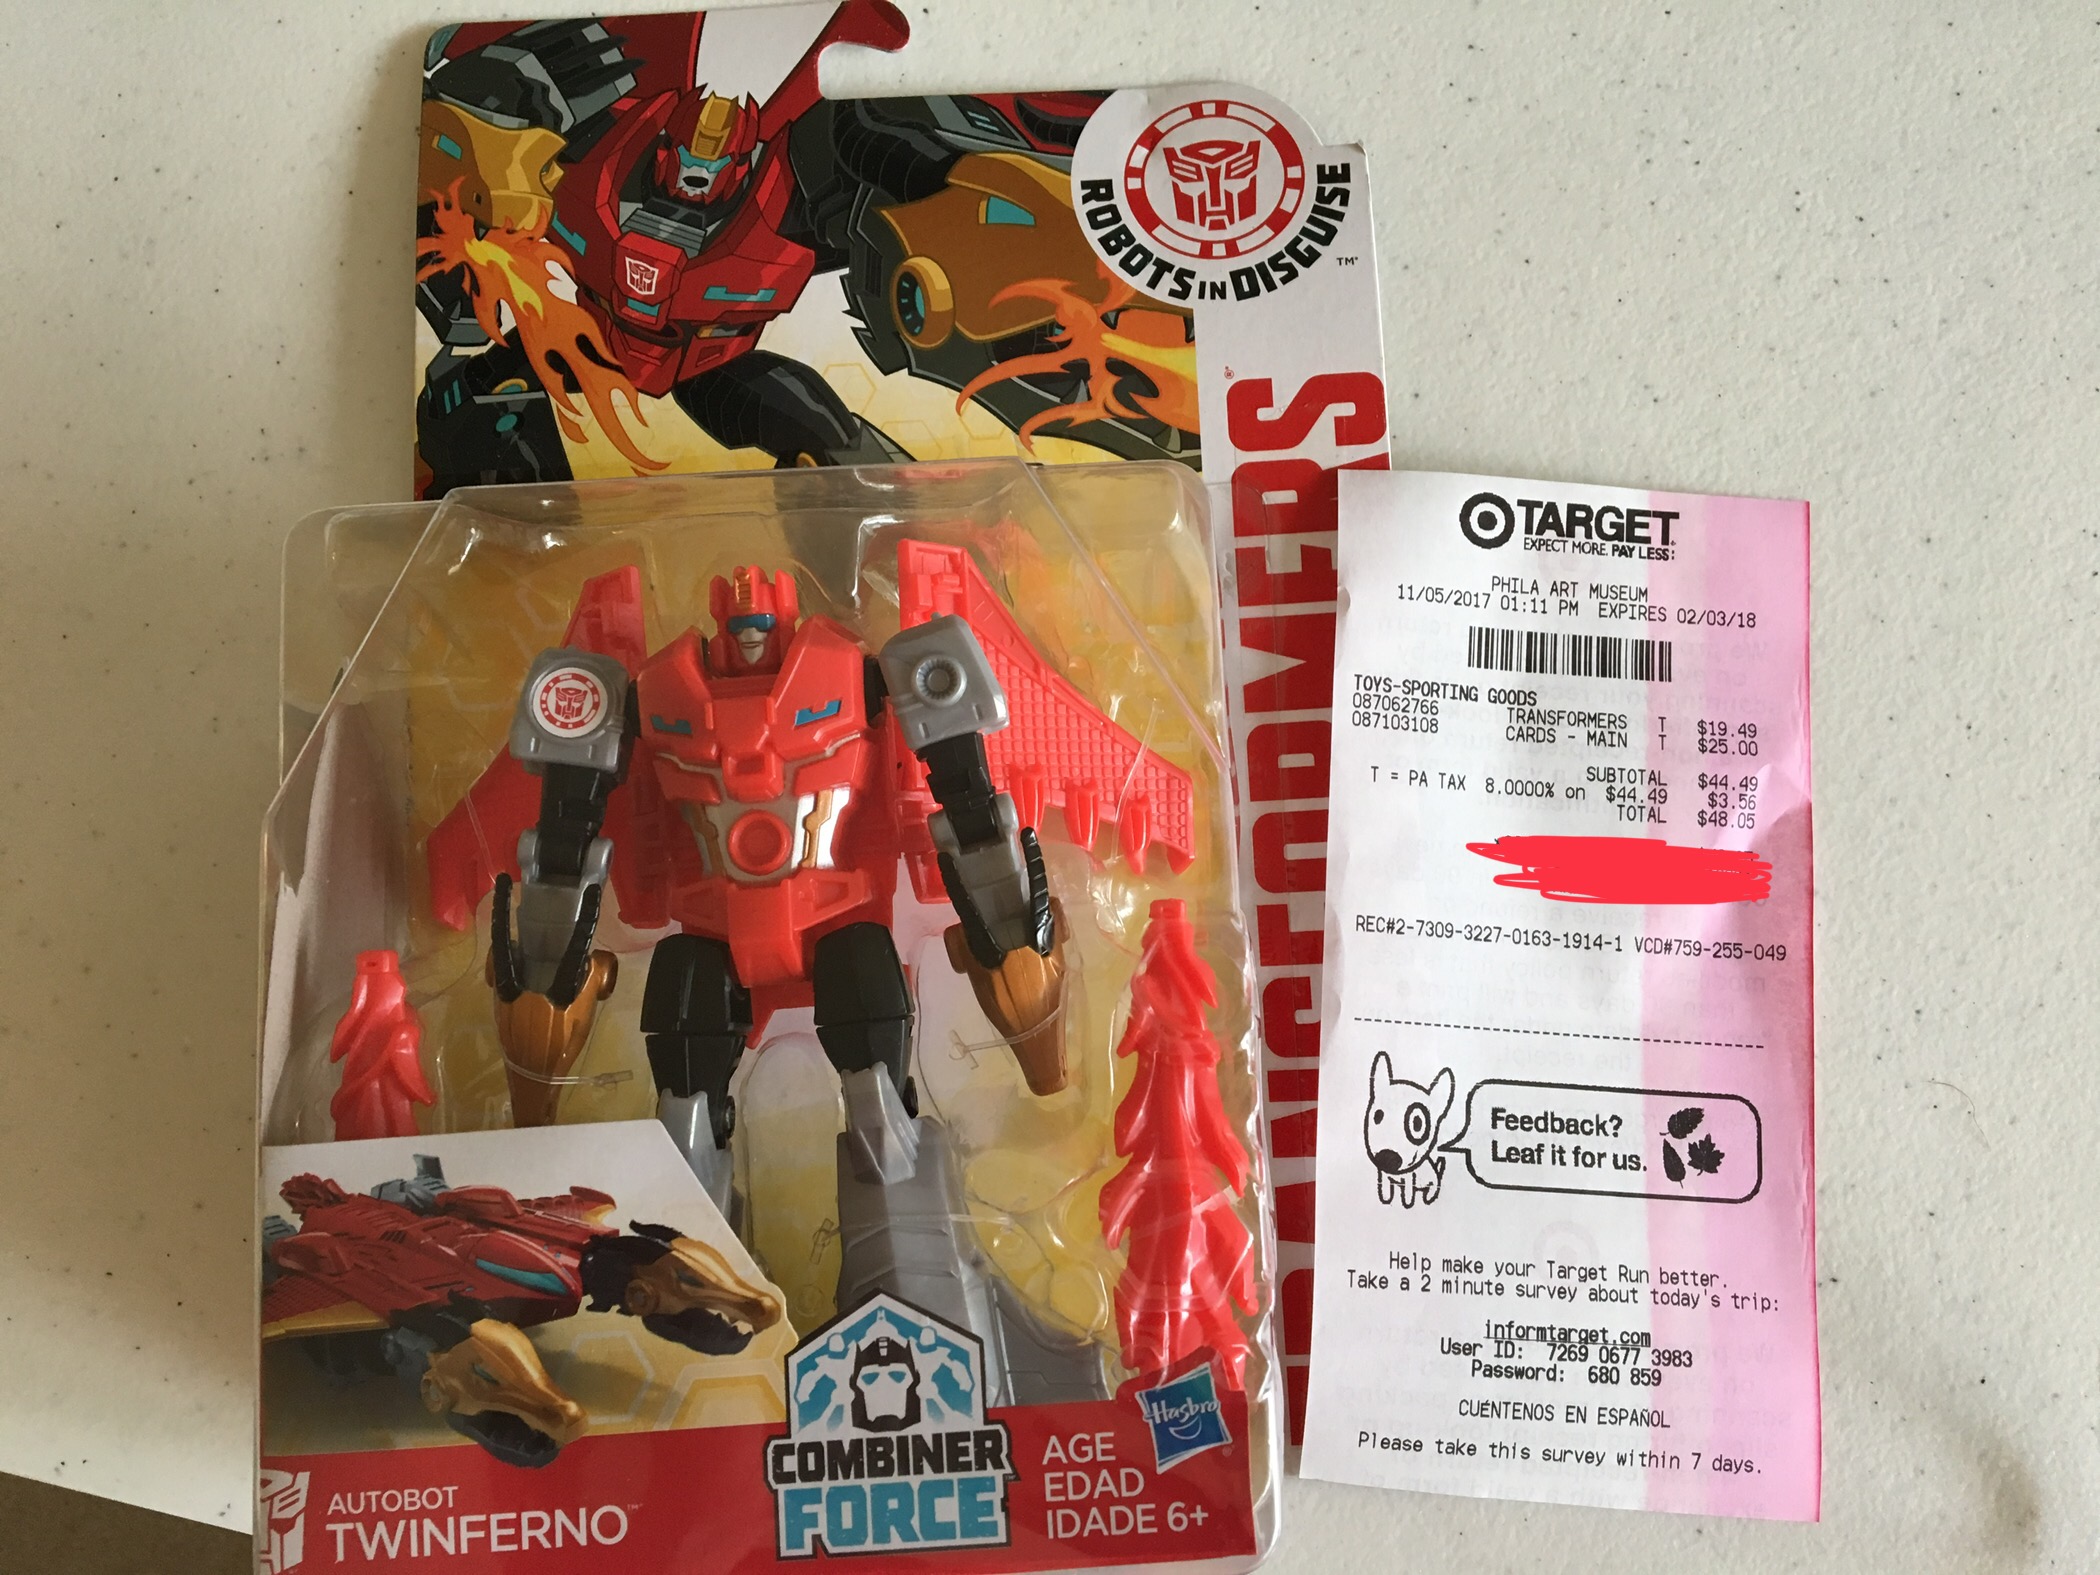 ROBOTS IN DISGUISE
TM
TRANSFORMERS
®
AUTOBOT
TWINFERNO™
COMBINER
FORCE™
AGE
EDAD
IDADE 6+
Hasbro
®
TARGET
EXPECT MORE. PAY LESS.
PHILA ART MUSEUM
11/05/2017 01:11 PM EXPIRES 02/03/18
TOYS-SPORTING GOODS
087062766 TRANSFORMERS T $19.49
087103108 CARDS - MAIN T $25.00
SUBTOTAL $44.49
T = PA TAX 8.0000% on $44.49 $3.56
TOTAL $48.05
REC#2-7309-3227-0163-1914-1 VCD#759-255-049
Feedback?
Leaf it for us.
Help make your Target Run better.
Take a 2 minute survey about today's trip:
informtarget.com
User ID: 7269 0677 3983
Password: 680 859
CUÉNTENOS EN ESPAÑOL
Please take this survey within 7 days.